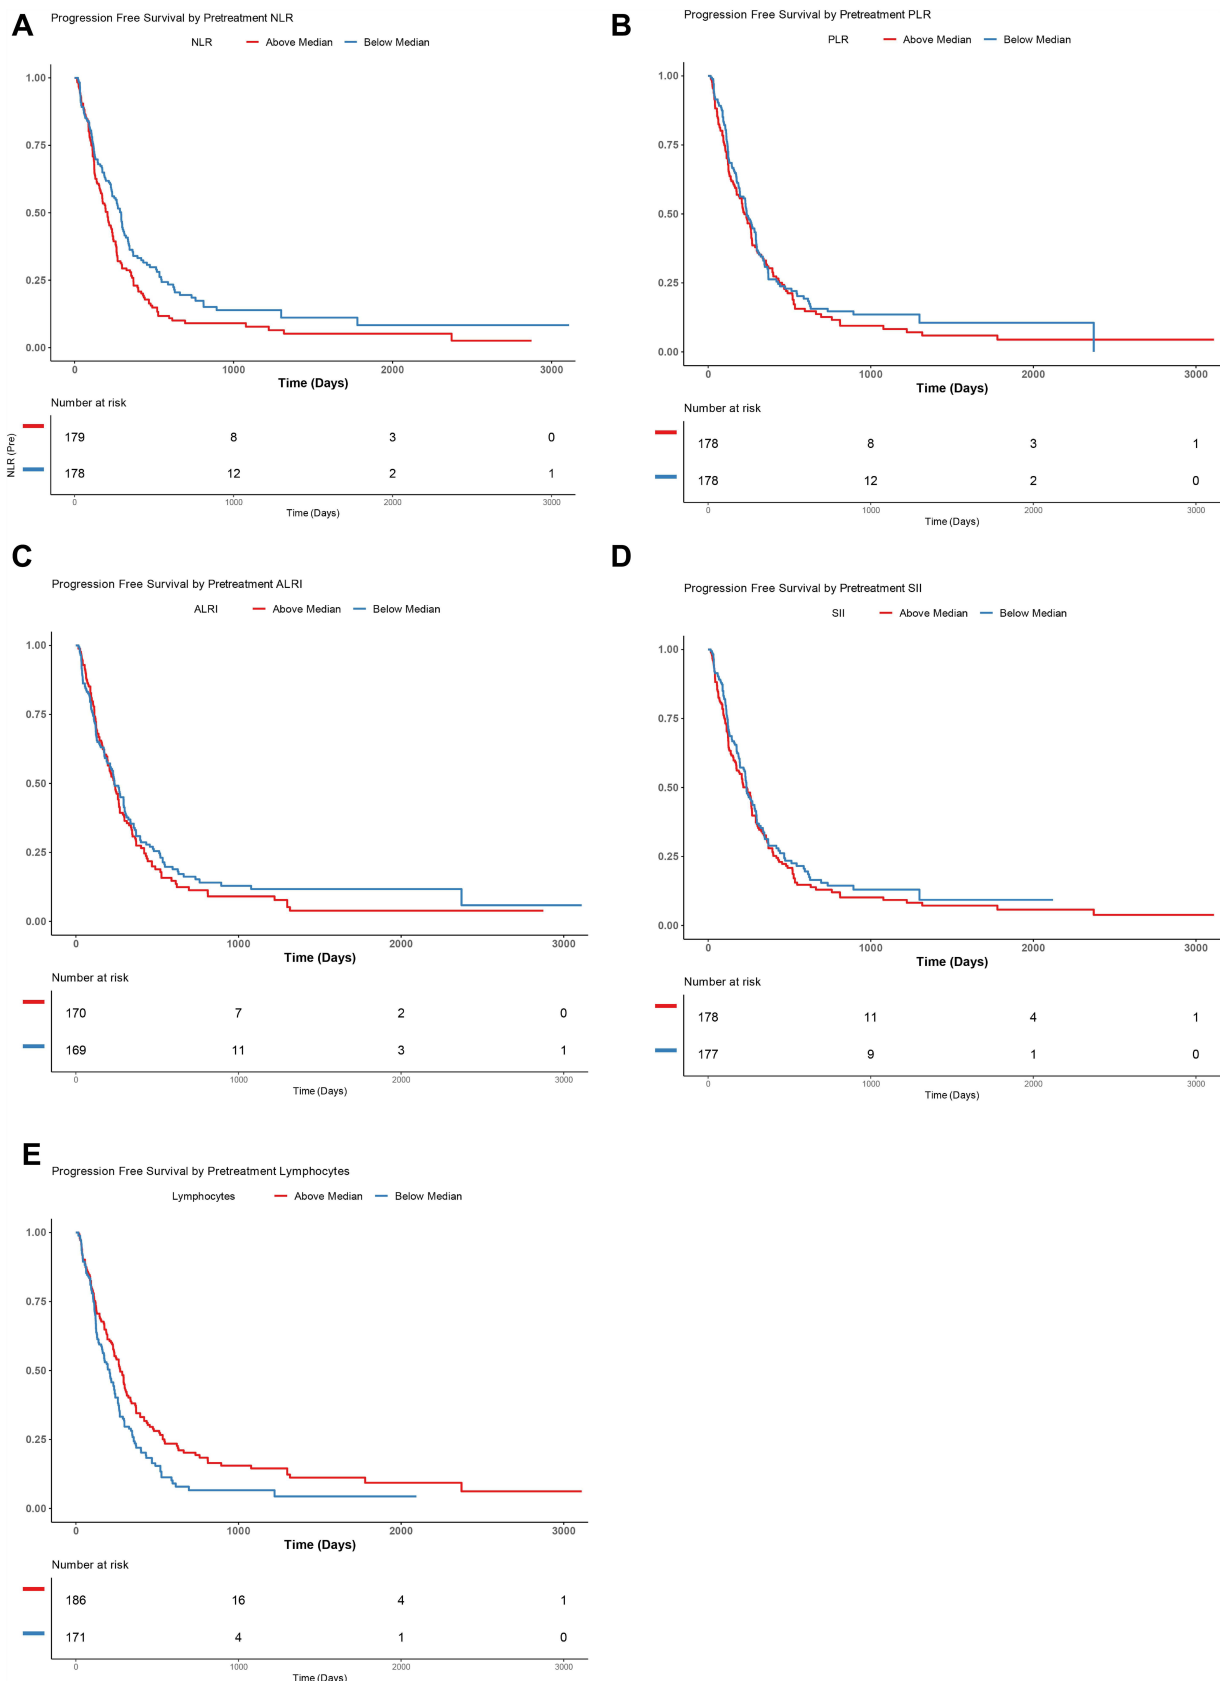 A
Progression Free Survival by Pretreatment NLR
NLR Above Median Below Median
1.00
0.75
0.50
0.25
0.00
0 1000 2000 3000
Time (Days)
Number at risk
NLR (Pre)
179 8 3 0
178 12 2 1
0 1000 2000 3000
Time (Days)
B
Progression Free Survival by Pretreatment PLR
PLR Above Median Below Median
1.00
0.75
0.50
0.25
0.00
0 1000 2000 3000
Time (Days)
Number at risk
178 8 3 1
178 12 2 0
0 1000 2000 3000
Time (Days)
C
Progression Free Survival by Pretreatment ALRI
ALRI Above Median Below Median
1.00
0.75
0.50
0.25
0.00
0 1000 2000 3000
Time (Days)
Number at risk
170 7 2 0
169 11 3 1
0 1000 2000 3000
Time (Days)
D
Progression Free Survival by Pretreatment SII
SII Above Median Below Median
1.00
0.75
0.50
0.25
0.00
0 1000 2000 3000
Time (Days)
Number at risk
178 11 4 1
177 9 1 0
0 1000 2000 3000
Time (Days)
E
Progression Free Survival by Pretreatment Lymphocytes
Lymphocytes Above Median Below Median
1.00
0.75
0.50
0.25
0.00
0 1000 2000 3000
Time (Days)
Number at risk
186 16 4 1
171 4 1 0
0 1000 2000 3000
Time (Days)